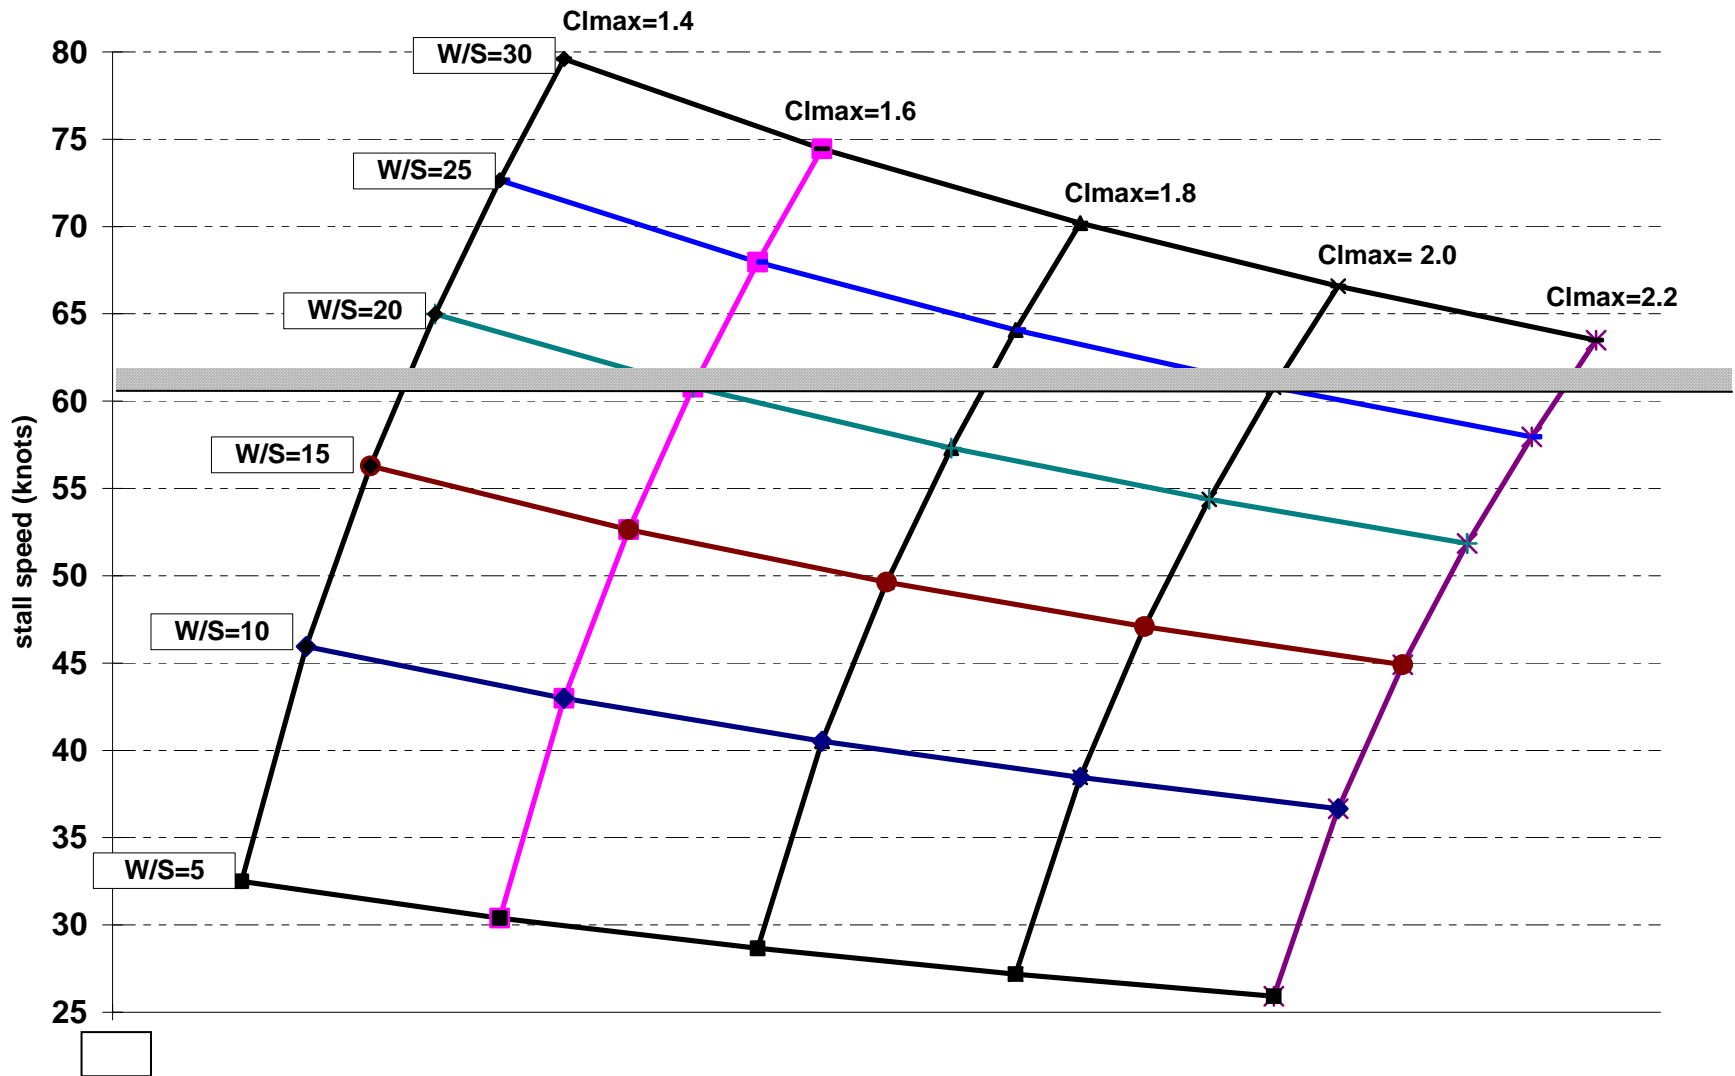 Clmax=1.4
80
W/S=30
Clmax=1.6
75
W/S=25
Clmax=1.8
70
Clmax= 2.0
65
W/S=20
Clmax=2.2
60
W/S=15
55
stall speed (knots)
50
W/S=10
45
40
35
W/S=5
30
25